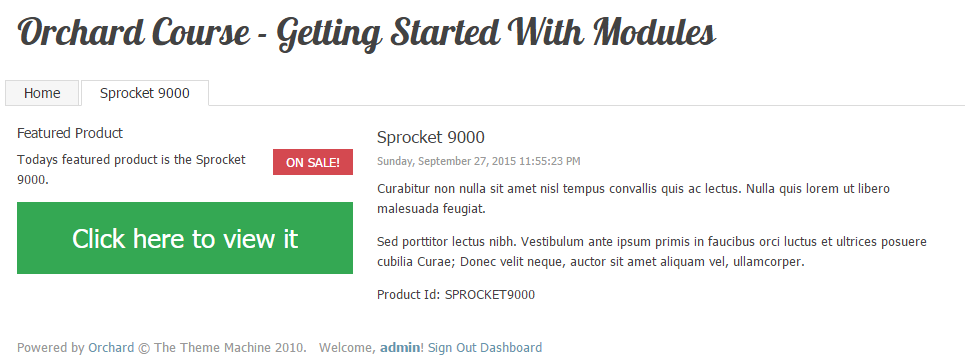 Orchard Course - Getting Started With Modules
Home
Sprocket 9000
Featured Product
Todays featured product is the Sprocket
9000.
ON SALE!
Click here to view it
Sprocket 9000
Sunday, September 27, 2015 11:55:23 PM
Curabitur non nulla sit amet nisl tempus convallis quis ac lectus. Nulla quis lorem ut libero
malesuada feugiat.
Sed porttitor lectus nibh. Vestibulum ante ipsum primis in faucibus orci luctus et ultrices posuere
cubilia Curae; Donec velit neque, auctor sit amet aliquam vel, ullamcorper.
Product Id: SPROCKET9000
Powered by Orchard © The Theme Machine 2010. Welcome, admin! Sign Out Dashboard